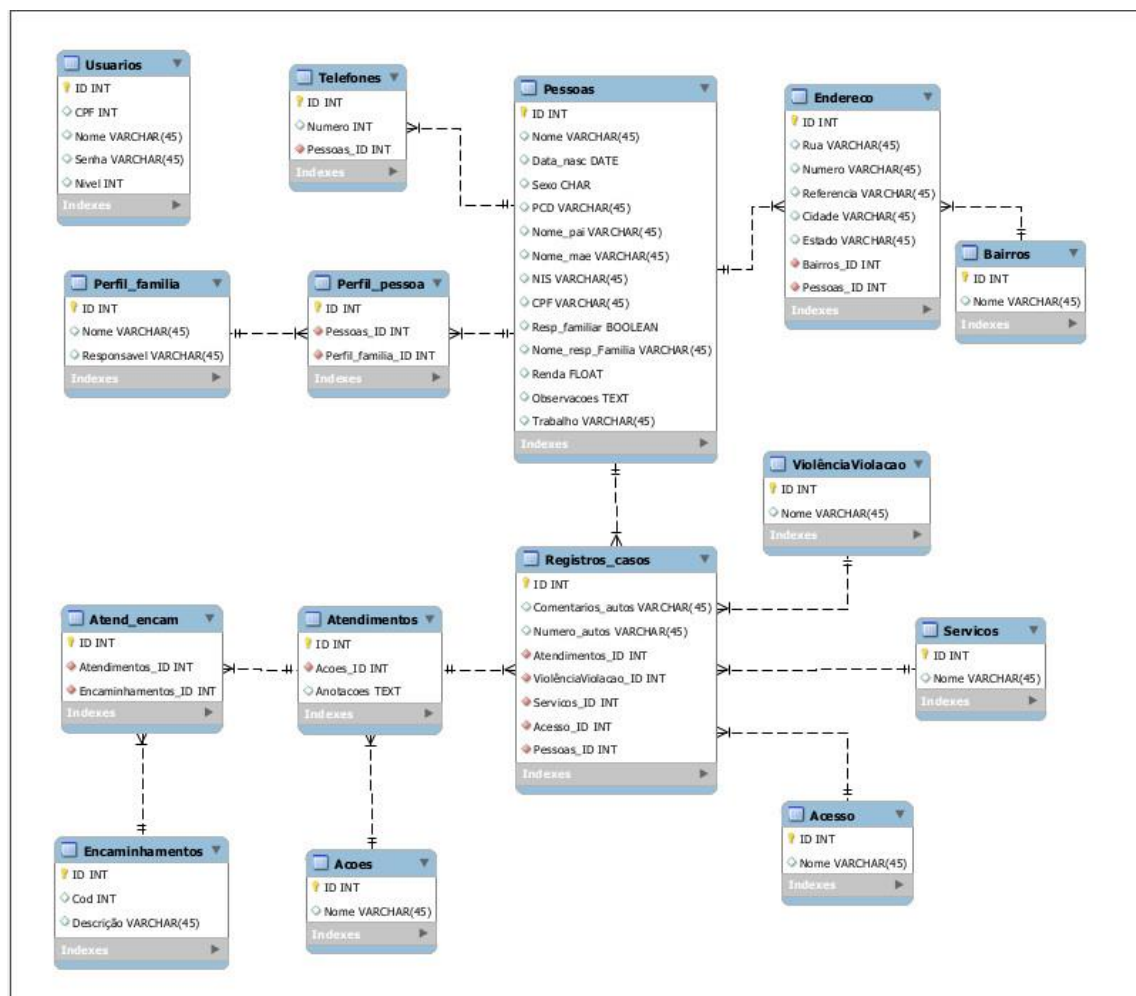 Usuarios
ID INT
CPF INT
Nome VARCHAR(45)
Senha VARCHAR(45)
Nivel INT
Indexes
Telefones
ID INT
Numero INT
Pessoas_ID INT
Indexes
Pessoas
ID INT
Nome VARCHAR(45)
Data_nasc DATE
Sexo CHAR
PCD VARCHAR(45)
Nome_pai VARCHAR(45)
Nome_mae VARCHAR(45)
NIS VARCHAR(45)
CPF VARCHAR(45)
Resp_familiar BOOLEAN
Nome_resp_Familia VARCHAR(45)
Renda FLOAT
Observacoes TEXT
Trabalho VARCHAR(45)
Indexes
Endereco
ID INT
Rua VARCHAR(45)
Numero VARCHAR(45)
Referencia VARCHAR(45)
Cidade VARCHAR(45)
Estado VARCHAR(45)
Bairros_ID INT
Pessoas_ID INT
Indexes
Bairros
ID INT
Nome VARCHAR(45)
Indexes
Perfil_familia
ID INT
Nome VARCHAR(45)
Responsavel VARCHAR(45)
Indexes
Perfil_pessoa
ID INT
Pessoas_ID INT
Perfil_familia_ID INT
Indexes
ViolênciaViolacao
ID INT
Nome VARCHAR(45)
Indexes
Registros_casos
ID INT
Comentarios_autos VARCHAR(45)
Numero_autos VARCHAR(45)
Atendimentos_ID INT
ViolênciaViolacao_ID INT
Servicos_ID INT
Acesso_ID INT
Pessoas_ID INT
Indexes
Atend_encam
ID INT
Atendimentos_ID INT
Encaminhamentos_ID INT
Indexes
Atendimentos
ID INT
Acoes_ID INT
Anotacoes TEXT
Indexes
Servicos
ID INT
Nome VARCHAR(45)
Indexes
Acesso
ID INT
Nome VARCHAR(45)
Indexes
Encaminhamentos
ID INT
Cod INT
Descrição VARCHAR(45)
Indexes
Acoes
ID INT
Nome VARCHAR(45)
Indexes